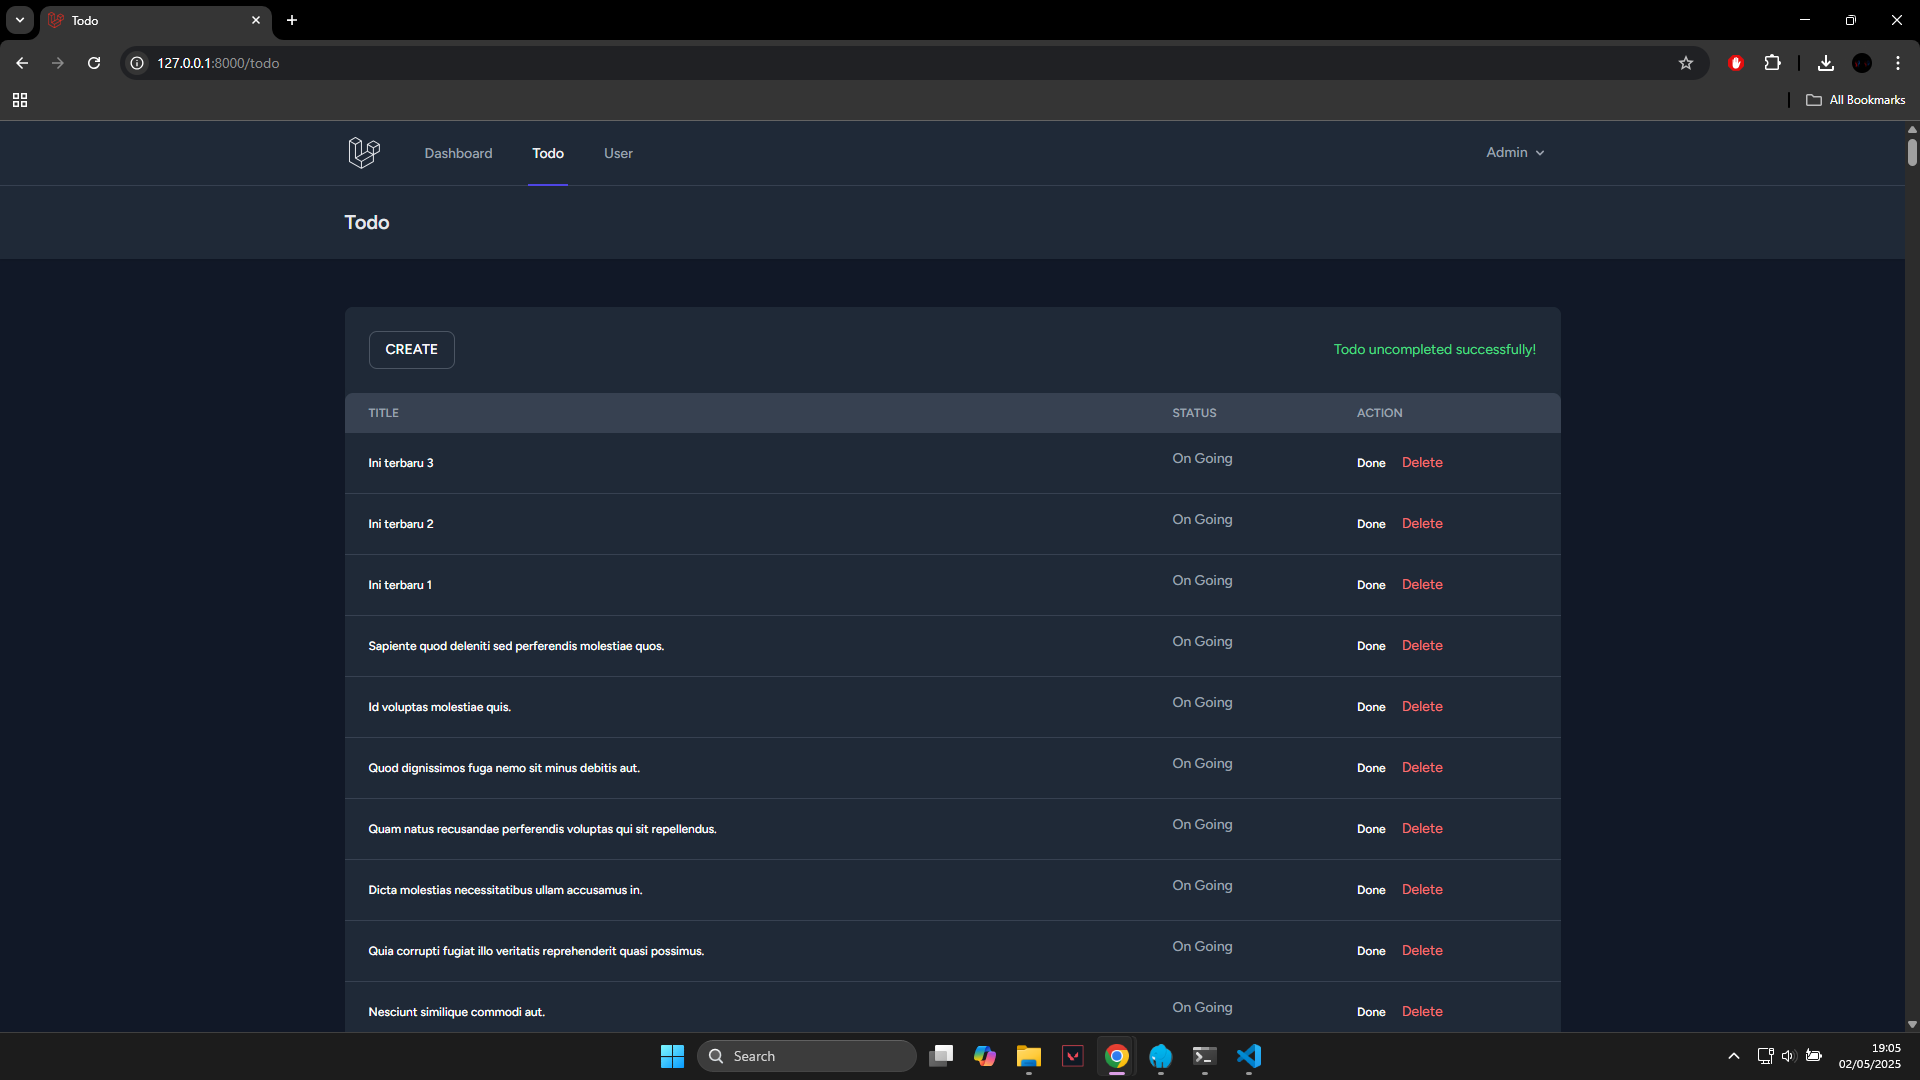 Todo
127.0.0.1:8000/todo
All Bookmarks
Dashboard Todo User Admin
Todo
CREATE Todo uncompleted successfully!
TITLE STATUS ACTION
Ini terbaru 3 On Going Done Delete
Ini terbaru 2 On Going Done Delete
Ini terbaru 1 On Going Done Delete
Sapiente quod deleniti sed perferendis molestiae quos. On Going Done Delete
Id voluptas molestiae quis. On Going Done Delete
Quod dignissimos fuga nemo sit minus debitis aut. On Going Done Delete
Quam natus recusandae perferendis voluptas qui sit repellendus. On Going Done Delete
Dicta molestias necessitatibus ullam accusamus in. On Going Done Delete
Quia corrupti fugiat illo veritatis reprehenderit quasi possimus. On Going Done Delete
Nesciunt similique commodi aut. On Going Done Delete
Search
19:05
02/05/2025